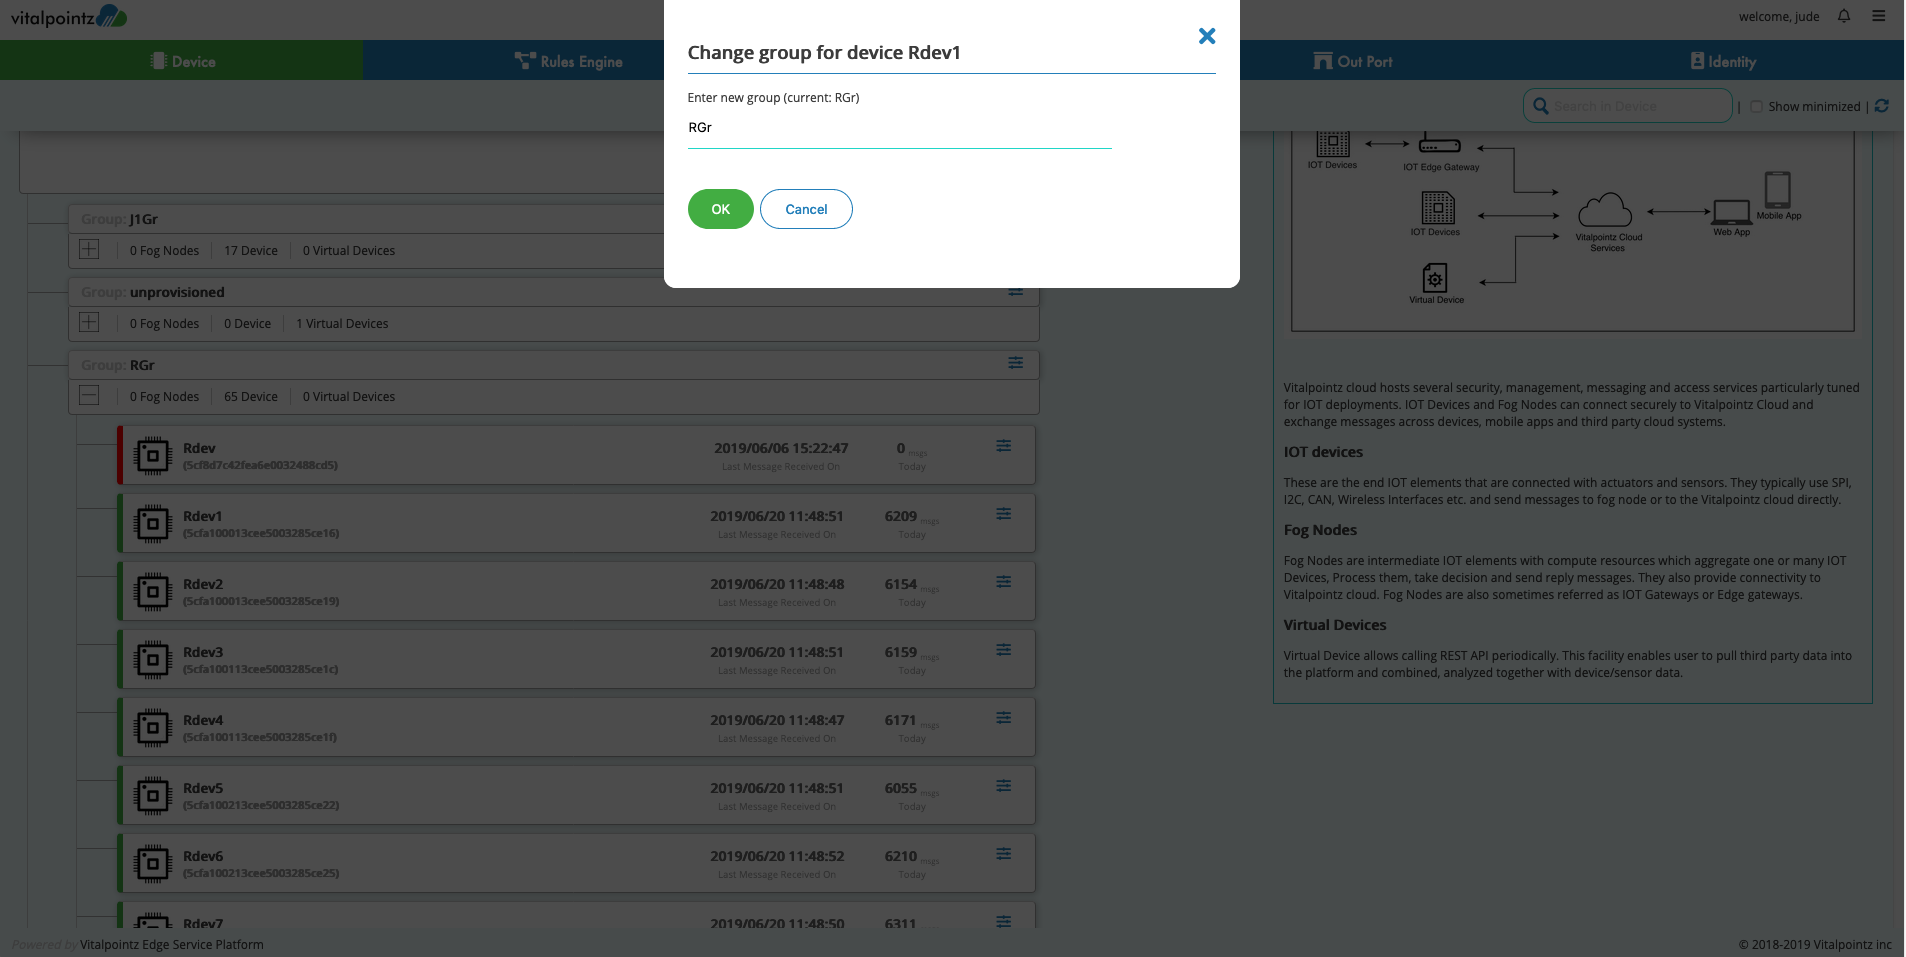 vitalpointz
welcome, jude
Device
Rules Engine
Out Port
Identity
Search in Device
|
Show minimized |
Change group for device Rdev1
Enter new group (current: RGr)
RGr
OK
Cancel
Group: J1Gr
0 Fog Nodes | 17 Device | 0 Virtual Devices
Group: unprovisioned
0 Fog Nodes | 0 Device | 1 Virtual Devices
Group: RGr
0 Fog Nodes | 65 Device | 0 Virtual Devices
Rdev 2019/06/06 15:22:47 0 msgs
(5cf8d7c42fea6e0032488cd5) Last Message Received On Today
Rdev1 2019/06/20 11:48:51 6209 msgs
(5cfa100013cee5003285ce16) Last Message Received On Today
Rdev2 2019/06/20 11:48:48 6154 msgs
(5cfa100013cee5003285ce19) Last Message Received On Today
Rdev3 2019/06/20 11:48:51 6159 msgs
(5cfa100113cee5003285ce1c) Last Message Received On Today
Rdev4 2019/06/20 11:48:47 6171 msgs
(5cfa100113cee5003285ce1f) Last Message Received On Today
Rdev5 2019/06/20 11:48:51 6055 msgs
(5cfa100213cee5003285ce22) Last Message Received On Today
Rdev6 2019/06/20 11:48:52 6210 msgs
(5cfa100213cee5003285ce25) Last Message Received On Today
Rdev7 2019/06/20 11:48:50 6311
IOT Devices
IOT Edge Gateway
IOT Devices
Vitalpointz Cloud
Services
Web App
Mobile App
Virtual Device
Vitalpointz cloud hosts several security, management, messaging and access services particularly tuned
for IOT deployments. IOT Devices and Fog Nodes can connect securely to Vitalpointz Cloud and
exchange messages across devices, mobile apps and third party cloud systems.
IOT devices
These are the end IOT elements that are connected with actuators and sensors. They typically use SPI,
I2C, CAN, Wireless Interfaces etc. and send messages to fog node or to the Vitalpointz cloud directly.
Fog Nodes
Fog Nodes are intermediate IOT elements with compute resources which aggregate one or many IOT
Devices, Process them, take decision and send reply messages. They also provide connectivity to
Vitalpointz cloud. Fog Nodes are also sometimes referred as IOT Gateways or Edge gateways.
Virtual Devices
Virtual Device allows calling REST API periodically. This facility enables user to pull third party data into
the platform and combined, analyzed together with device/sensor data.
Powered by Vitalpointz Edge Service Platform
© 2018-2019 Vitalpointz inc